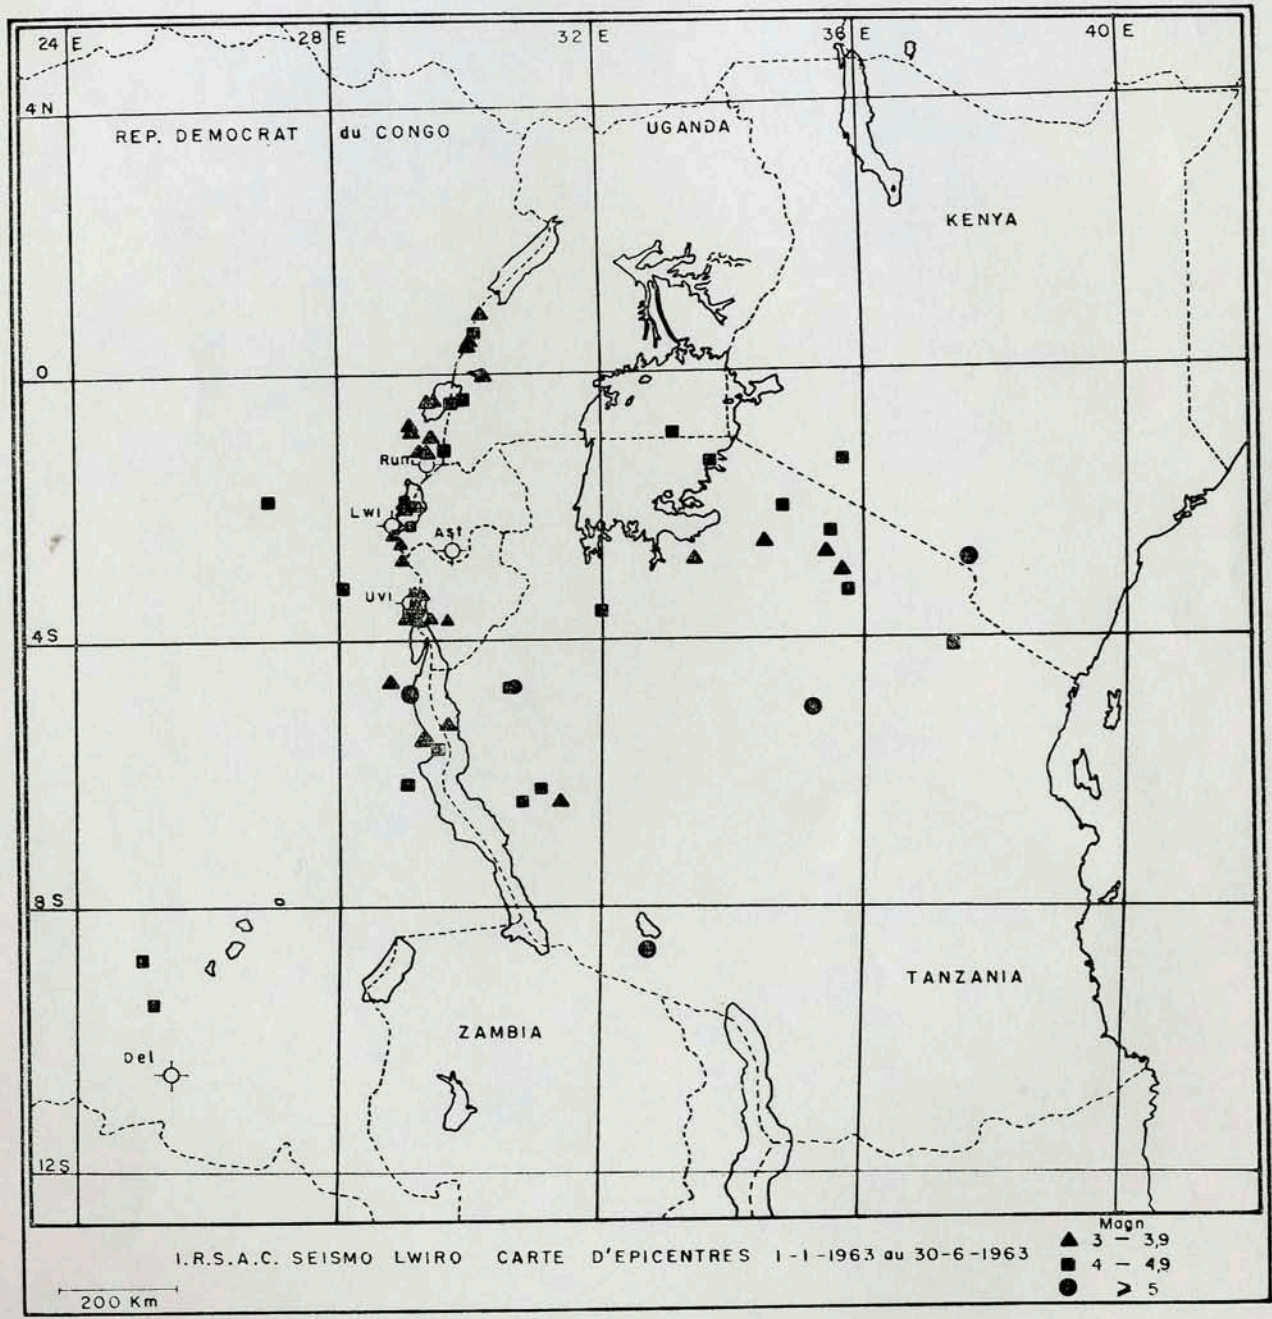 24 E 28 E 32 E 36 E 40 E
4 N
REP. DEMOCRAT du CONGO
UGANDA
KENYA
0
Run
Lwi
Ast
Uvi
4 S
8 S
TANZANIA
ZAMBIA
Del
12 S
Magn
3 – 3,9
4 – 4,9
⩾ 5
I.R.S.A.C. SEISMO LWIRO CARTE D'EPICENTRES 1-1-1963 au 30-6-1963
200 Km